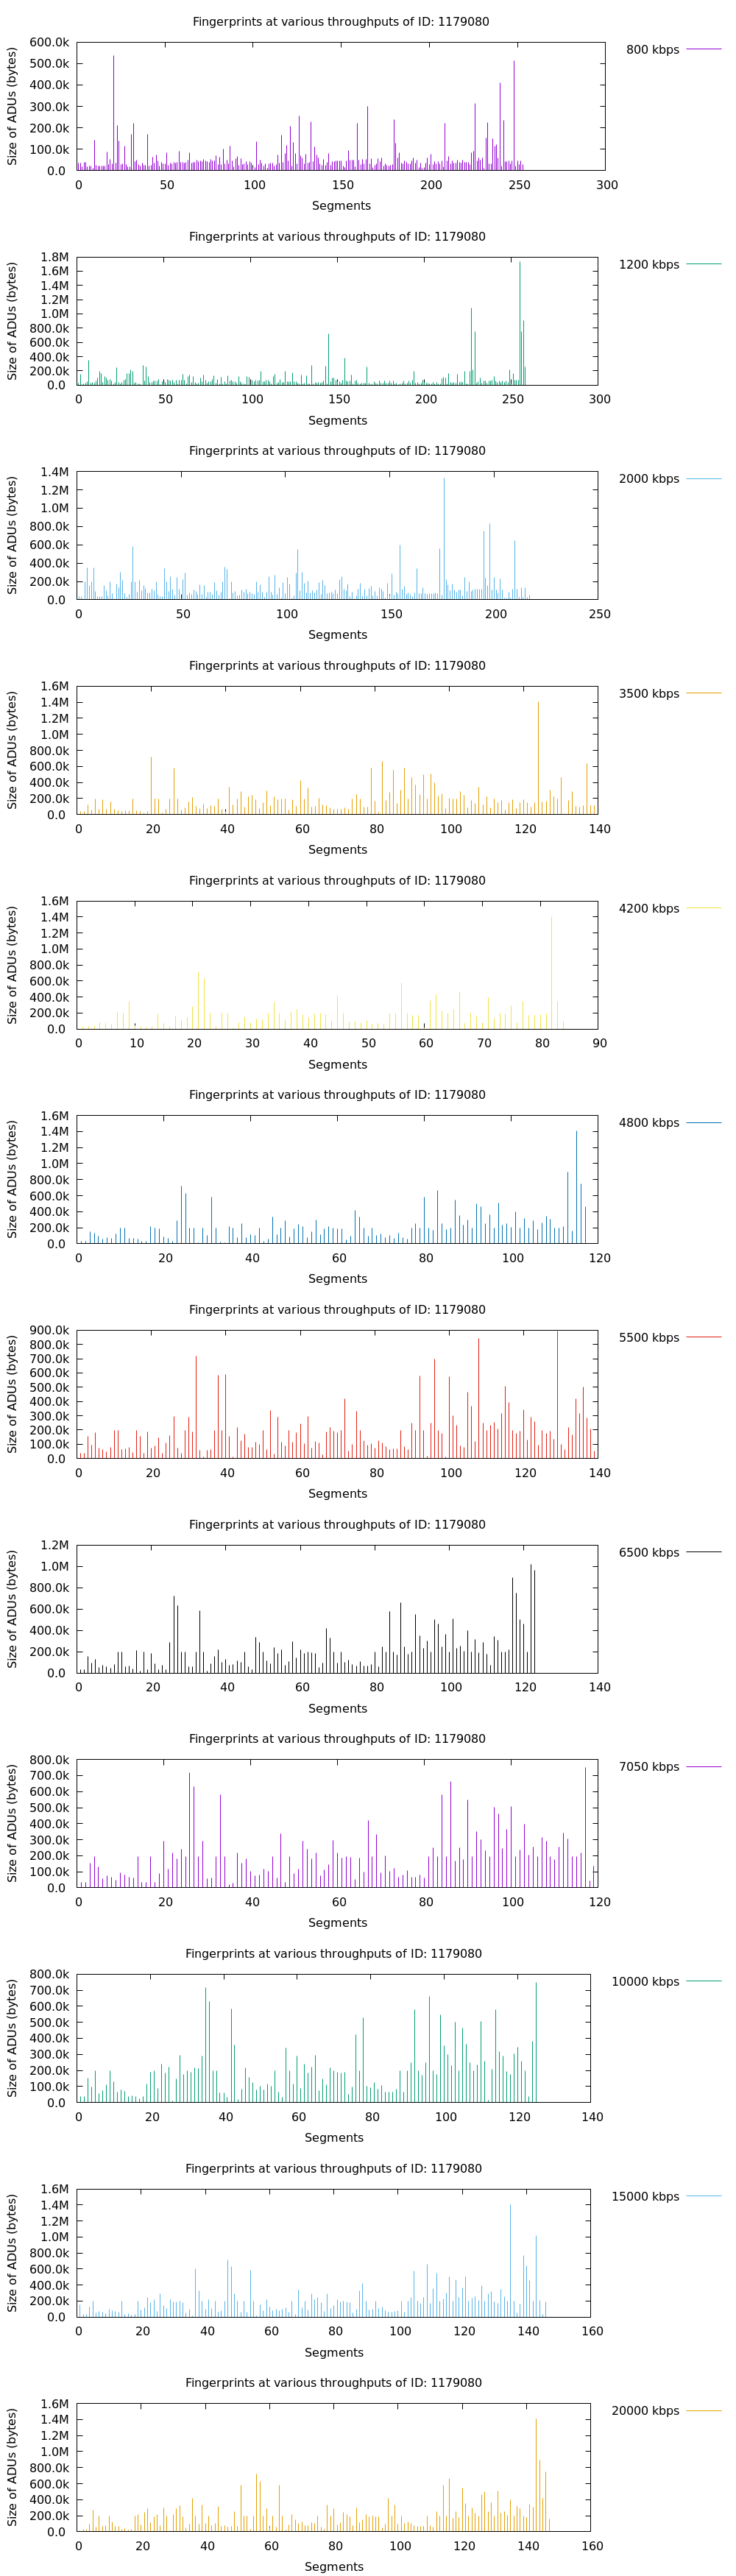 Fingerprints at various throughputs of ID: 1179080
800 kbps
Size of ADUs (bytes)
600.0k
500.0k
400.0k
300.0k
200.0k
100.0k
0.0
0 50 100 150 200 250 300
Segments
Fingerprints at various throughputs of ID: 1179080
1200 kbps
Size of ADUs (bytes)
1.8M
1.6M
1.4M
1.2M
1.0M
800.0k
600.0k
400.0k
200.0k
0.0
0 50 100 150 200 250 300
Segments
Fingerprints at various throughputs of ID: 1179080
2000 kbps
Size of ADUs (bytes)
1.4M
1.2M
1.0M
800.0k
600.0k
400.0k
200.0k
0.0
0 50 100 150 200 250
Segments
Fingerprints at various throughputs of ID: 1179080
3500 kbps
Size of ADUs (bytes)
1.6M
1.4M
1.2M
1.0M
800.0k
600.0k
400.0k
200.0k
0.0
0 20 40 60 80 100 120 140
Segments
Fingerprints at various throughputs of ID: 1179080
4200 kbps
Size of ADUs (bytes)
1.6M
1.4M
1.2M
1.0M
800.0k
600.0k
400.0k
200.0k
0.0
0 10 20 30 40 50 60 70 80 90
Segments
Fingerprints at various throughputs of ID: 1179080
4800 kbps
Size of ADUs (bytes)
1.6M
1.4M
1.2M
1.0M
800.0k
600.0k
400.0k
200.0k
0.0
0 20 40 60 80 100 120
Segments
Fingerprints at various throughputs of ID: 1179080
5500 kbps
Size of ADUs (bytes)
900.0k
800.0k
700.0k
600.0k
500.0k
400.0k
300.0k
200.0k
100.0k
0.0
0 20 40 60 80 100 120 140
Segments
Fingerprints at various throughputs of ID: 1179080
6500 kbps
Size of ADUs (bytes)
1.2M
1.0M
800.0k
600.0k
400.0k
200.0k
0.0
0 20 40 60 80 100 120 140
Segments
Fingerprints at various throughputs of ID: 1179080
7050 kbps
Size of ADUs (bytes)
800.0k
700.0k
600.0k
500.0k
400.0k
300.0k
200.0k
100.0k
0.0
0 20 40 60 80 100 120
Segments
Fingerprints at various throughputs of ID: 1179080
10000 kbps
Size of ADUs (bytes)
800.0k
700.0k
600.0k
500.0k
400.0k
300.0k
200.0k
100.0k
0.0
0 20 40 60 80 100 120 140
Segments
Fingerprints at various throughputs of ID: 1179080
15000 kbps
Size of ADUs (bytes)
1.6M
1.4M
1.2M
1.0M
800.0k
600.0k
400.0k
200.0k
0.0
0 20 40 60 80 100 120 140 160
Segments
Fingerprints at various throughputs of ID: 1179080
20000 kbps
Size of ADUs (bytes)
1.6M
1.4M
1.2M
1.0M
800.0k
600.0k
400.0k
200.0k
0.0
0 20 40 60 80 100 120 140 160
Segments